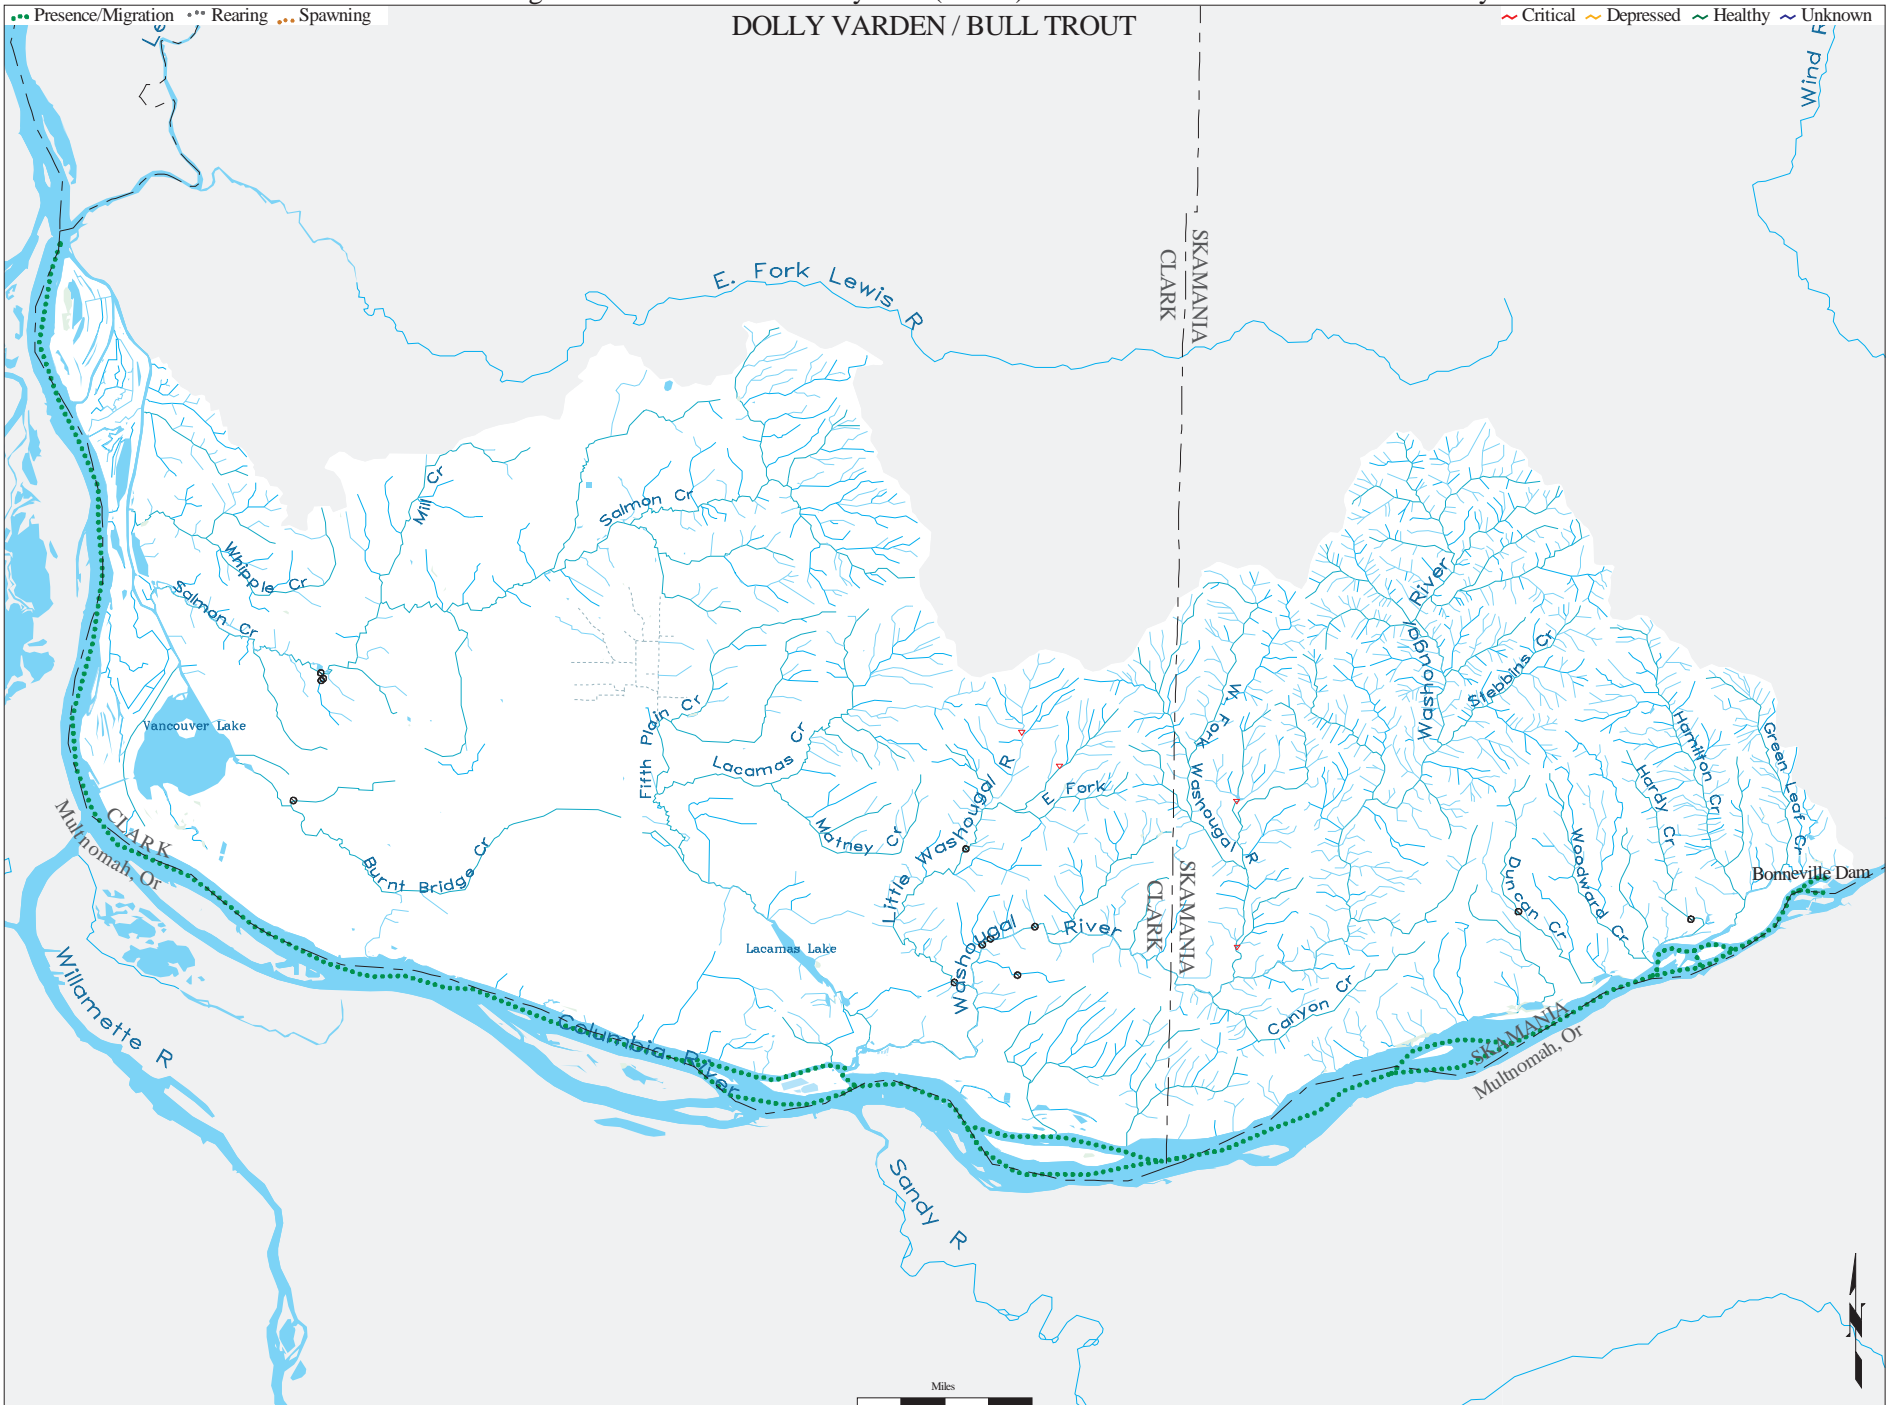 Presence/Migration Rearing Spawning
DOLLY VARDEN / BULL TROUT
Critical Depressed Healthy Unknown
Wind
E. Fork Lewis R
SKAMANIA
CLARK
Mill Cr
Salmon Cr
Whipple Cr
Salmon Cr
Washougal River
Stebbins Cr
Vancouver Lake
Fifth Plain Cr
Lacamas Cr
W. Fork Washougal R
Hamilton Cr
Green Leaf Cr
Hardy Cr
E Fork
Little Washougal R
Matney Cr
CLARK
Multnomah, Or
Burnt Bridge Cr
Duncan Cr
Woodward Cr
Bonneville Dam
SKAMANIA
CLARK
Washougal River
Lacamas Lake
Willamette R
Canyon Cr
Columbia River
SKAMANIA
Multnomah, Or
Sandy R
N
Miles